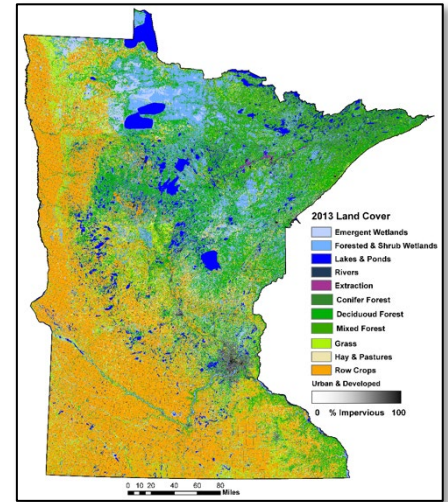 2013 Land Cover
Emergent Wetlands
Forested & Shrub Wetlands
Lakes & Ponds
Rivers
Extraction
Conifer Forest
Deciduoud Forest
Mixed Forest
Grass
Hay & Pastures
Row Crops
Urban & Developed
0 % Impervious 100
0 10 20 40 60 80
Miles